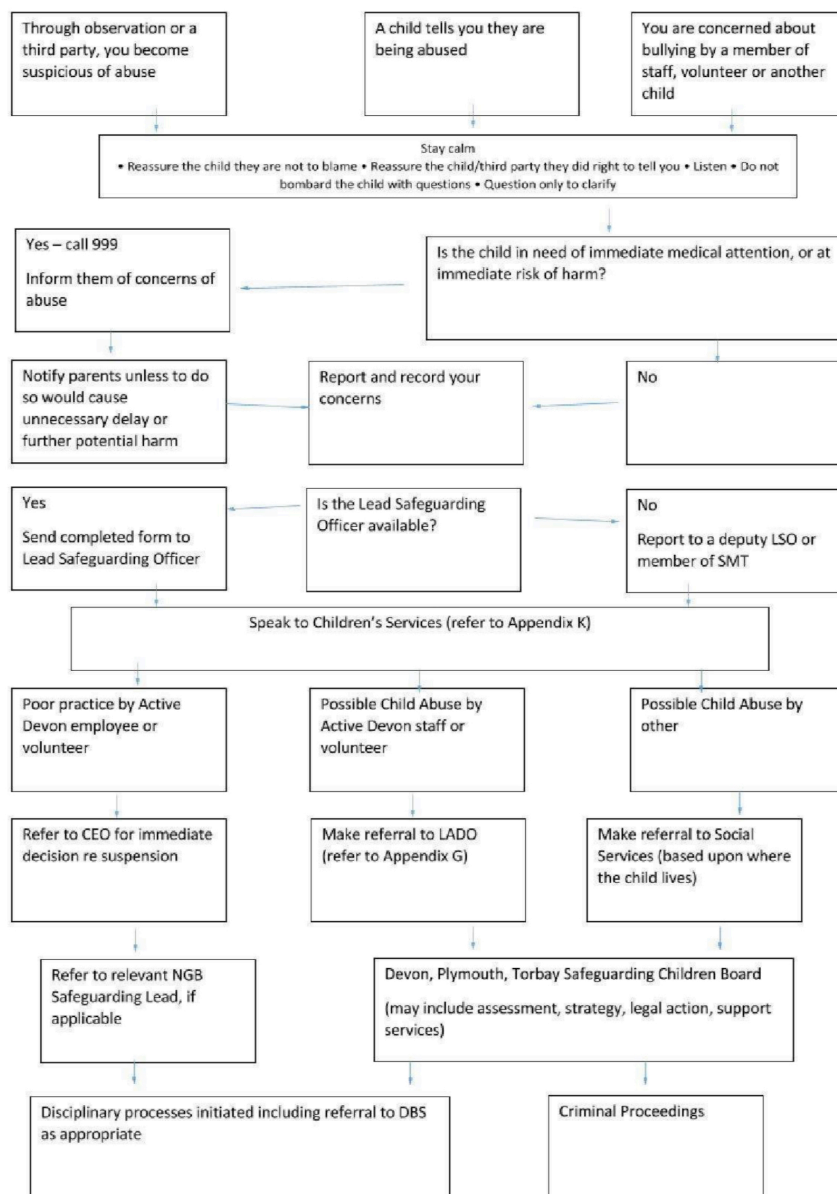 Through observation or a
third party, you become
suspicious of abuse
A child tells you they are
being abused
You are concerned about
bullying by a member of
staff, volunteer or another
child
Stay calm
• Reassure the child they are not to blame • Reassure the child/third party they did right to tell you • Listen • Do not
bombard the child with questions • Question only to clarify
Yes – call 999
Inform them of concerns of
abuse
Is the child in need of immediate medical attention, or at
immediate risk of harm?
Notify parents unless to do
so would cause
unnecessary delay or
further potential harm
Report and record your
concerns
No
Yes
Send completed form to
Lead Safeguarding Officer
Is the Lead Safeguarding
Officer available?
No
Report to a deputy LSO or
member of SMT
Speak to Children’s Services (refer to Appendix K)
Poor practice by Active
Devon employee or
volunteer
Possible Child Abuse by
Active Devon staff or
volunteer
Possible Child Abuse by
other
Refer to CEO for immediate
decision re suspension
Make referral to LADO
(refer to Appendix G)
Make referral to Social
Services (based upon where
the child lives)
Refer to relevant NGB
Safeguarding Lead, if
applicable
Devon, Plymouth, Torbay Safeguarding Children Board
(may include assessment, strategy, legal action, support
services)
Disciplinary processes initiated including referral to DBS
as appropriate
Criminal Proceedings